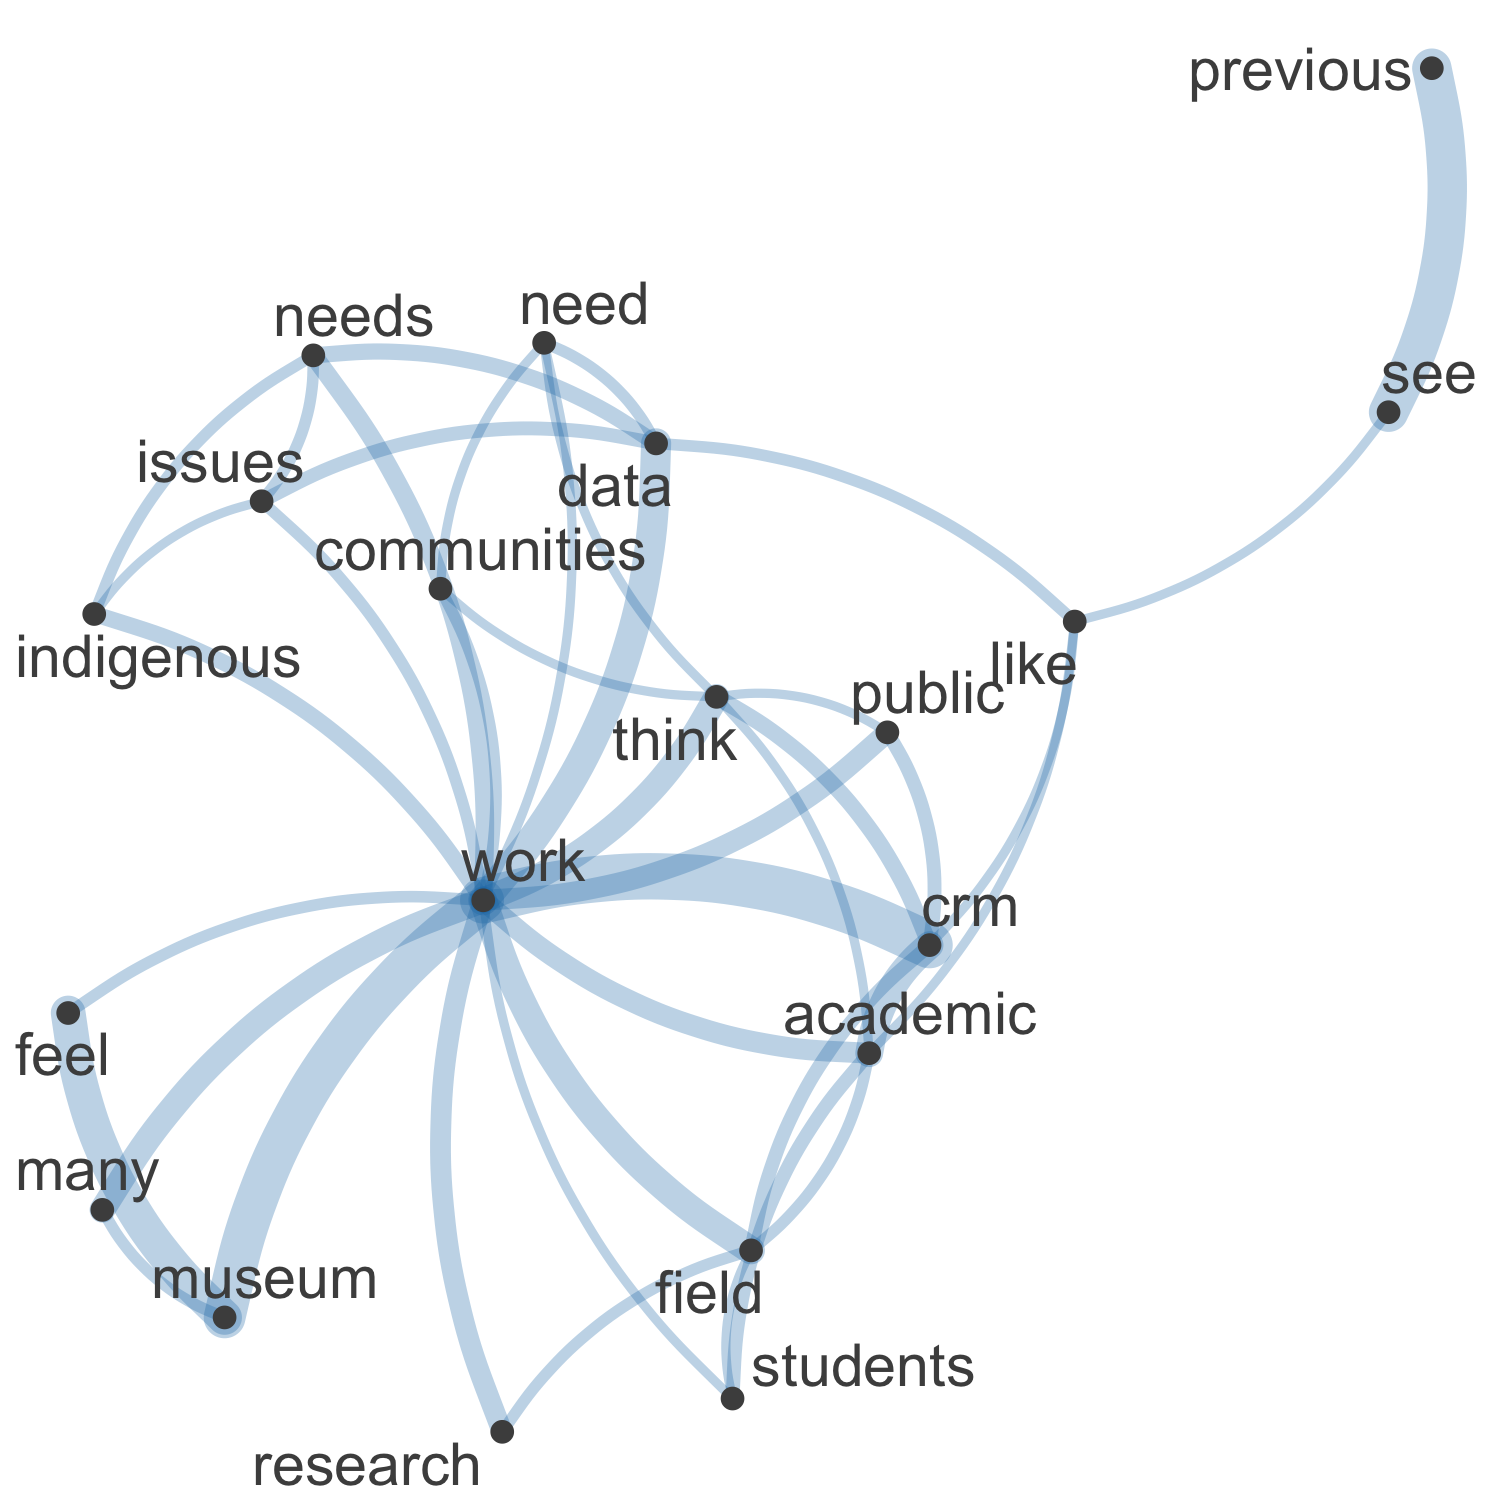 previous
needs
need
see
issues
data
communities
indigenous
like
public
think
work
crm
academic
feel
many
museum
field
students
research